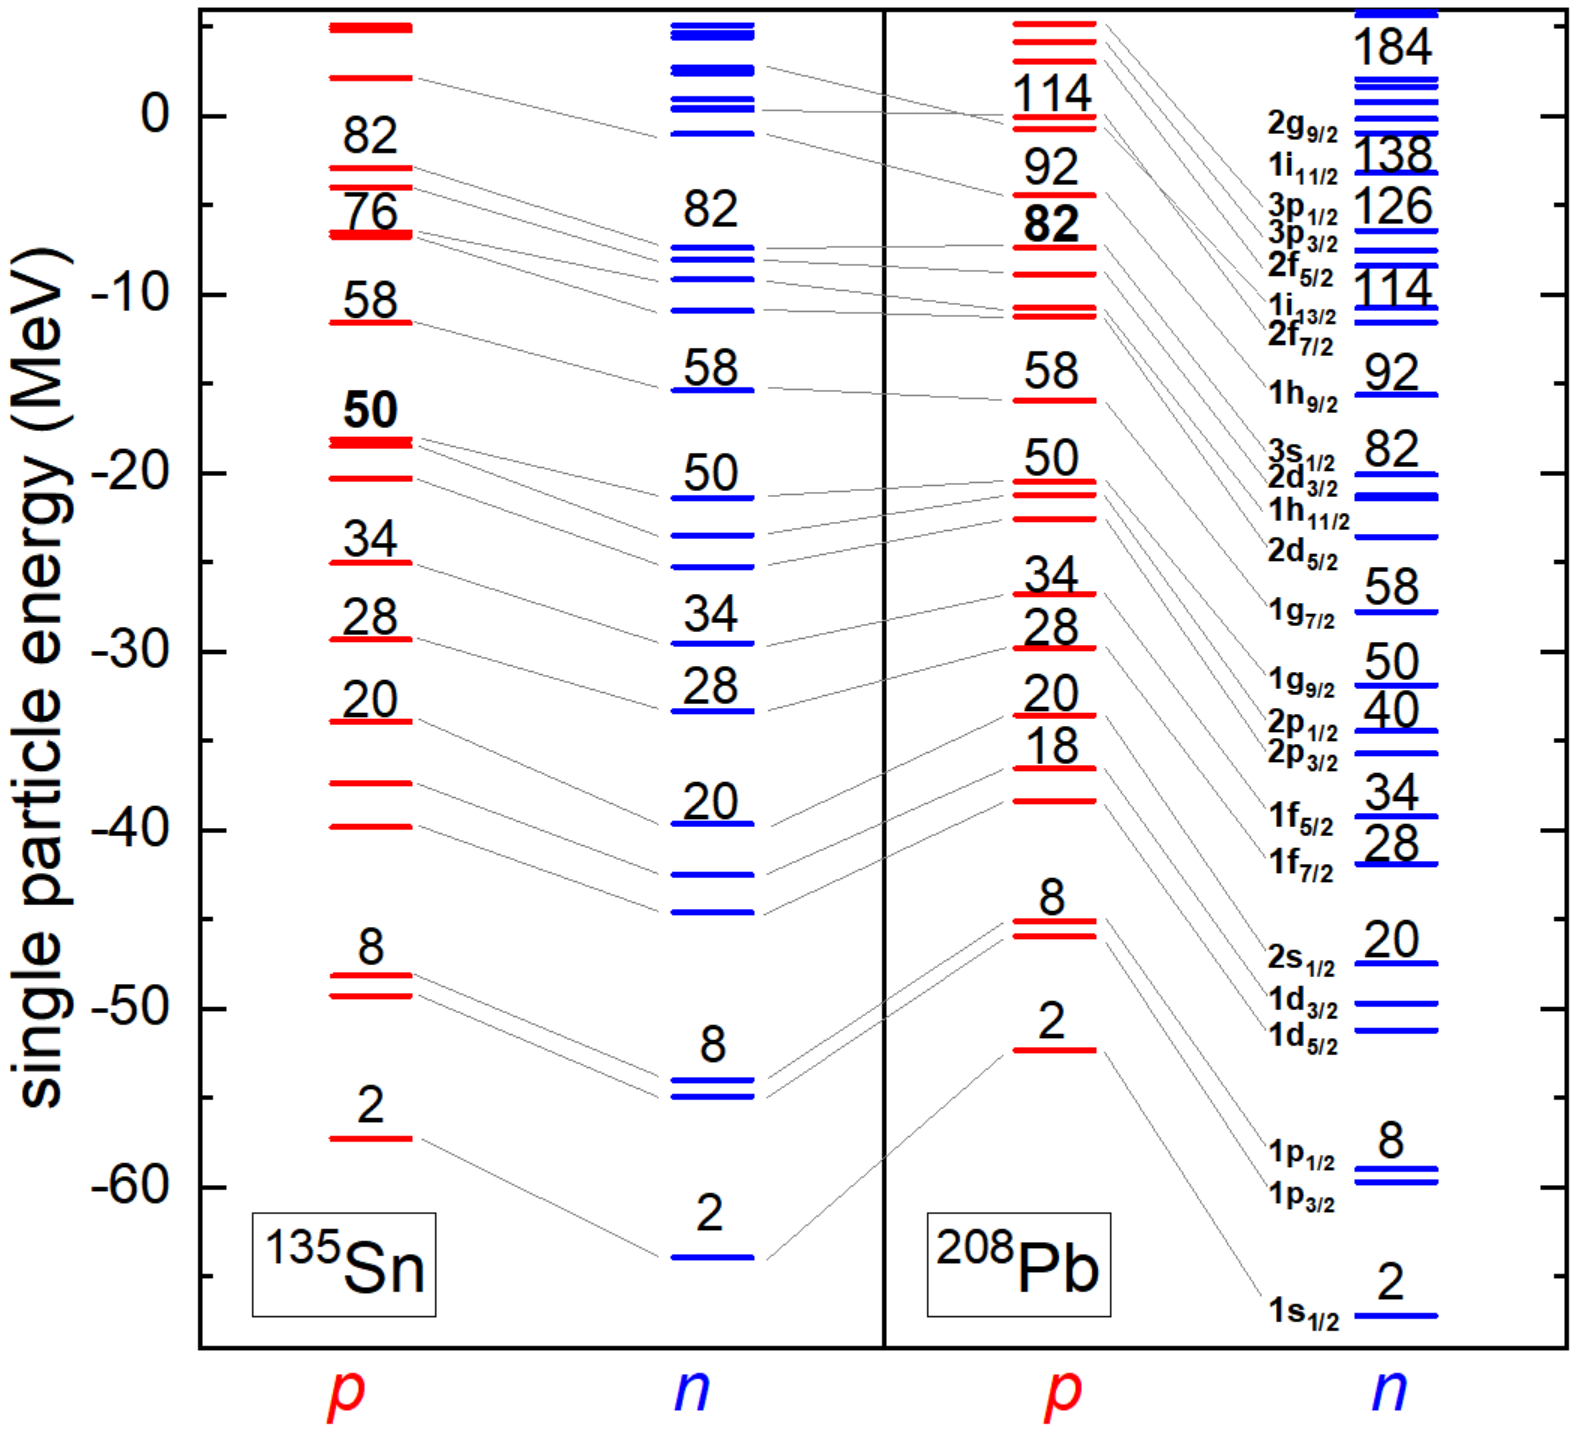 single particle energy (MeV)
0
-10
-20
-30
-40
-50
-60
82
76
58
50
34
28
20
8
2
135Sn
p
82
58
50
34
28
20
8
2
n
114
92
82
58
50
34
28
20
18
8
2
208Pb
p
2g9/2
1i11/2
3p1/2
3p3/2
2f5/2
1i13/2
2f7/2
1h9/2
3s1/2
2d3/2
1h11/2
2d5/2
1g7/2
1g9/2
2p1/2
2p3/2
1f5/2
1f7/2
2s1/2
1d3/2
1d5/2
1p1/2
1p3/2
1s1/2
184
138
126
114
92
82
58
50
40
34
28
20
8
2
n